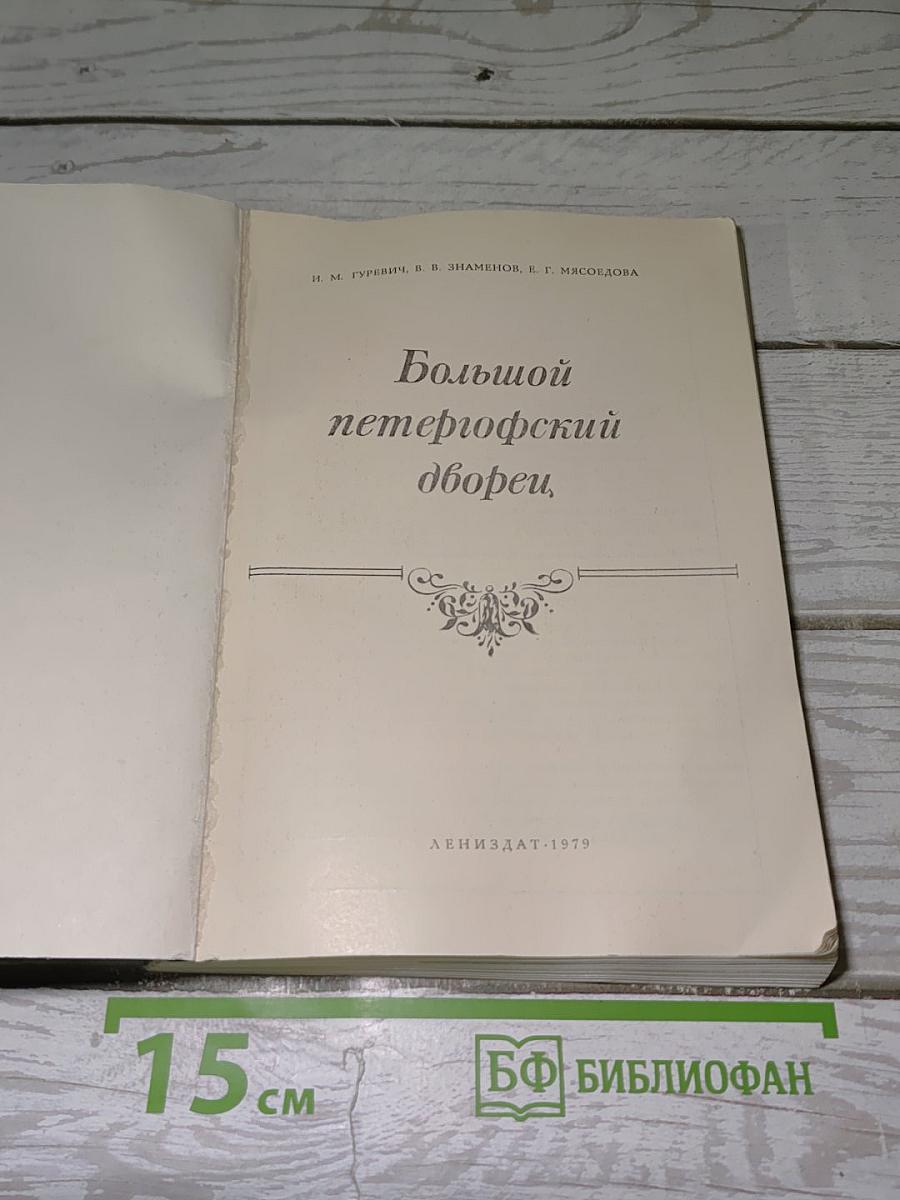 И. М. ГУРЕВИЧ, В. В. ЗНАМЕНОВ, Е. Г. МЯСОЕДОВА
Большой
петергофский
дворец
ЛЕНИЗДАТ·1979
15 см
БФ БИБЛИОФАН